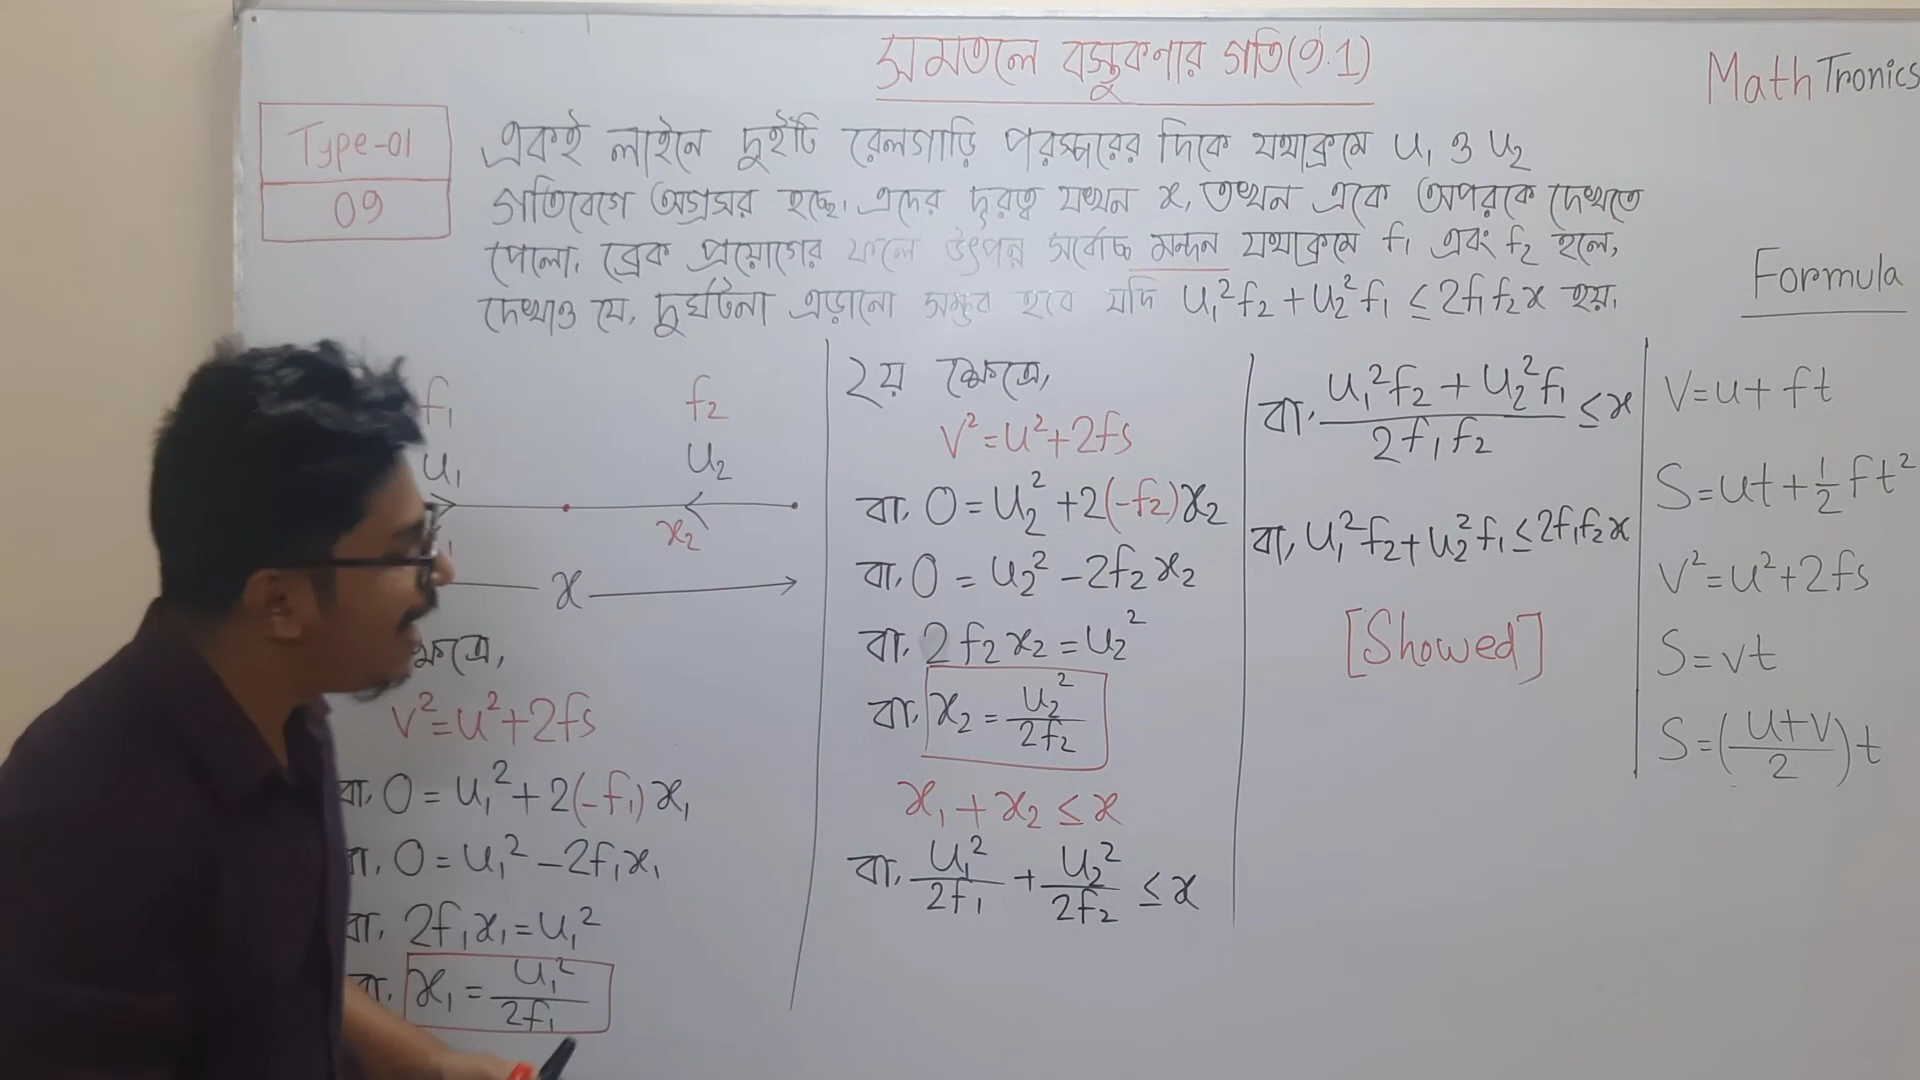 সমতলে বস্তুকণার গতি(9.1)
MathTronics
Type-01
09
একই লাইনে দুইটি রেলগাড়ি পরস্পরের দিকে যথাক্রমে u₁ ও u₂
গতিবেগে অগ্রসর হচ্ছে। এদের দূরত্ব যখন x, তখন একে অপরকে দেখতে
পেলো। ব্রেক প্রয়োগের ফলে উৎপন্ন সর্বোচ্চ মন্দন যথাক্রমে f₁ এবং f₂ হলে,
দেখাও যে, দুর্ঘটনা এড়ানো সম্ভব হবে যদি u₁²f₂ + u₂²f₁ ≤ 2f₁f₂x হয়।
f₁ f₂
u₁ u₂
x₂
x
ক্ষেত্রে,
v² = u² + 2fs
বা, 0 = u₁² + 2(-f₁)x₁
বা, 0 = u₁² - 2f₁x₁
বা, 2f₁x₁ = u₁²
বা, x₁ = u₁²/2f₁
২য় ক্ষেত্রে,
v² = u² + 2fs
বা, 0 = u₂² + 2(-f₂)x₂
বা, 0 = u₂² - 2f₂x₂
বা, 2f₂x₂ = u₂²
বা, x₂ = u₂²/2f₂
x₁ + x₂ ≤ x
বা, u₁²/2f₁ + u₂²/2f₂ ≤ x
বা, (u₁²f₂ + u₂²f₁)/2f₁f₂ ≤ x
বা, u₁²f₂ + u₂²f₁ ≤ 2f₁f₂x
[Showed]
Formula
v = u + ft
S = ut + ½ft²
v² = u² + 2fs
S = vt
S = ((u+v)/2)t